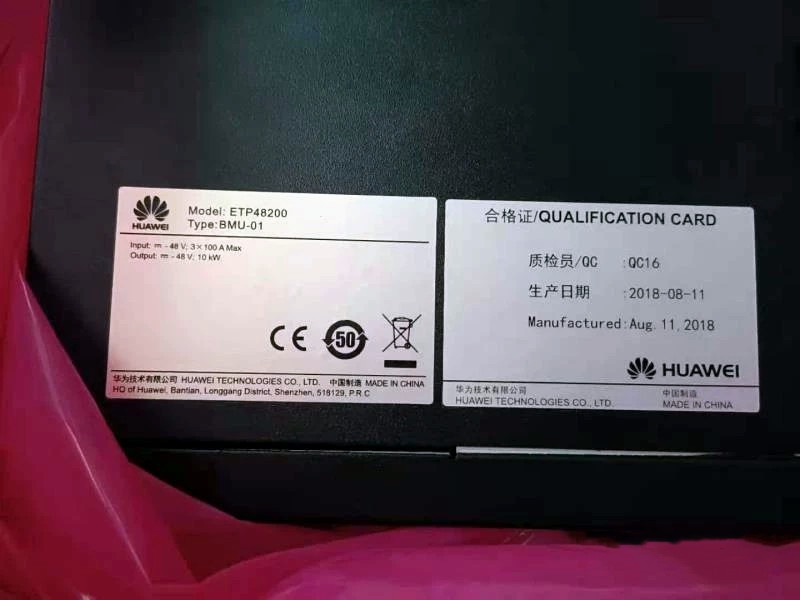 HUAWEI
Model: ETP48200
Type:BMU-01
Input: ⎓ - 48 V; 3×100 A Max
Output: ⎓ - 48 V; 10 kW
CE
50
华为技术有限公司 HUAWEI TECHNOLOGIES CO., LTD. 中国制造 MADE IN CHINA
HQ of Huawei, Bantian, Longgang District, Shenzhen, 518129, P.R.C
合格证/QUALIFICATION CARD
质检员/QC :QC16
生产日期 :2018-08-11
Manufactured:Aug.11,2018
HUAWEI
华为技术有限公司 中国制造
HUAWEI TECHNOLOGIES CO., LTD. MADE IN CHINA